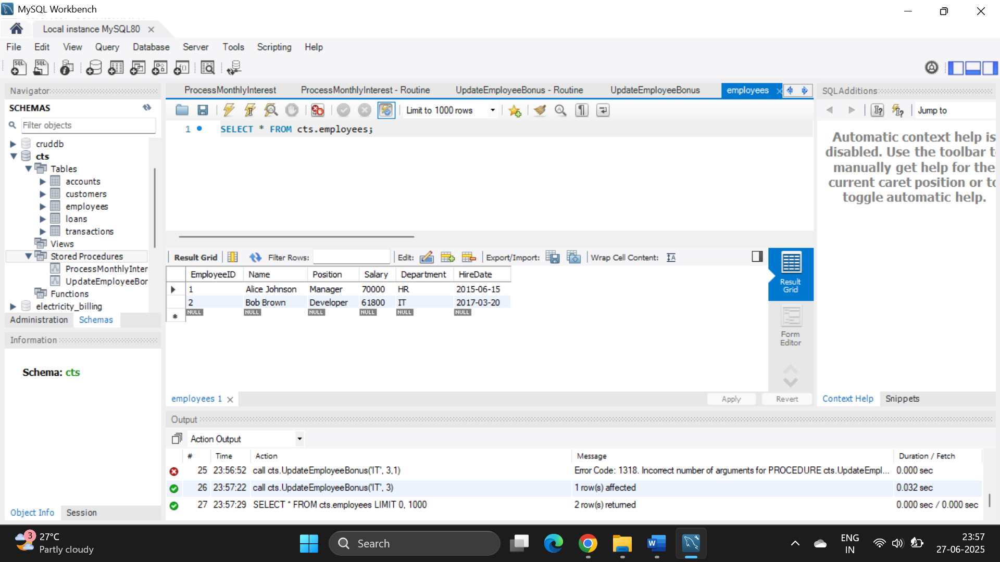 MySQL Workbench
Local instance MySQL80
File Edit View Query Database Server Tools Scripting Help
Navigator
SCHEMAS
Filter objects
cruddb
cts
Tables
accounts
customers
employees
loans
transactions
Views
Stored Procedures
ProcessMonthlyInter
UpdateEmployeeBor
Functions
electricity_billing
Administration Schemas
Information
Schema: cts
Object Info Session
ProcessMonthlyInterest ProcessMonthlyInterest - Routine UpdateEmployeeBonus - Routine UpdateEmployeeBonus employees
Limit to 1000 rows
1 SELECT * FROM cts.employees;
Result Grid Filter Rows: Edit: Export/Import: Wrap Cell Content:
EmployeeID Name Position Salary Department HireDate
1 Alice Johnson Manager 70000 HR 2015-06-15
2 Bob Brown Developer 61800 IT 2017-03-20
NULL NULL NULL NULL NULL NULL
Result
Grid
Form
Editor
employees 1
Apply Revert
SQLAdditions
Jump to
Automatic context help is
disabled. Use the toolbar t
manually get help for the
current caret position or to
toggle automatic help.
Context Help Snippets
Output
Action Output
# Time Action Message Duration / Fetch
25 23:56:52 call cts.UpdateEmployeeBonus('IT', 3,1) Error Code: 1318. Incorrect number of arguments for PROCEDURE cts.UpdateEmpl... 0.000 sec
26 23:57:22 call cts.UpdateEmployeeBonus('IT', 3) 1 row(s) affected 0.032 sec
27 23:57:29 SELECT * FROM cts.employees LIMIT 0, 1000 2 row(s) returned 0.000 sec / 0.000 sec
3
27°C
Partly cloudy
Search
ENG
IN
23:57
27-06-2025